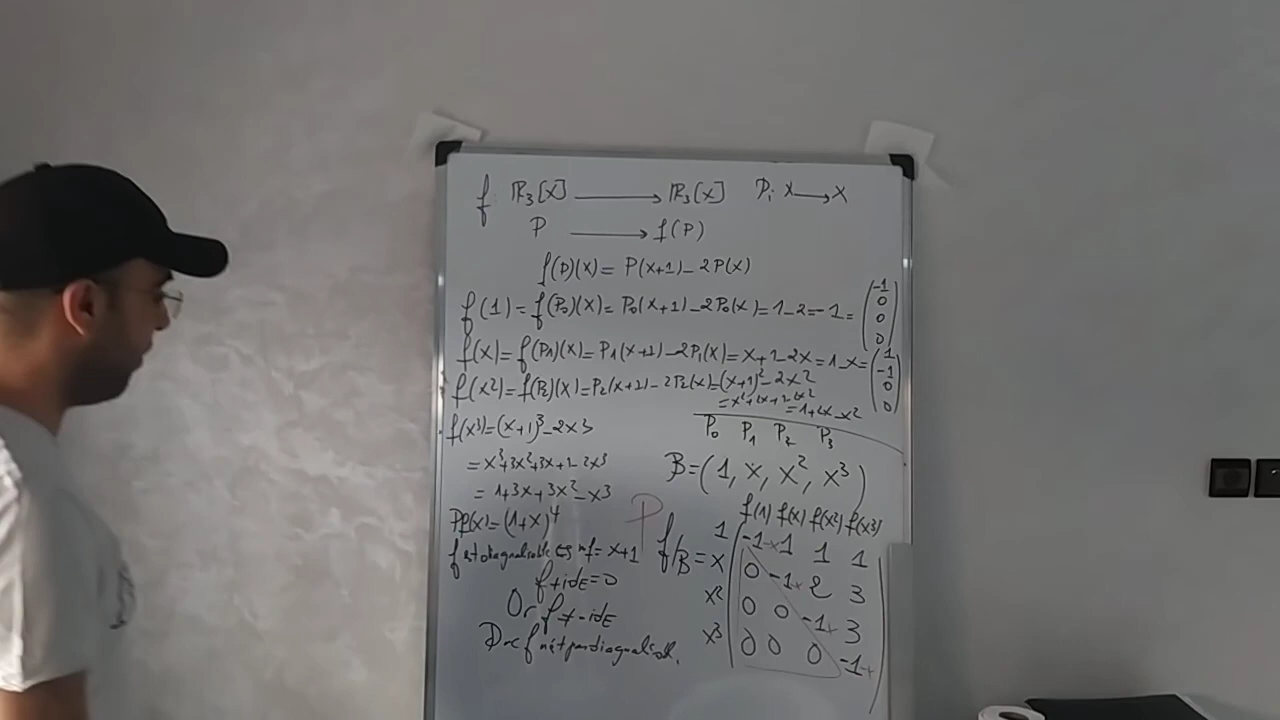 f: ℝ₃[X] ⟶ ℝ₃[X] Pᵢ: X⟶X
P ⟶ f(P)
f(P)(X)= P(X+1)-2P(X)
f(1)=f(P₀)(X)=P₀(X+1)-2P₀(X)=1-2=-1=(-1 0 0 0)
f(X)=f(P1)(X)=P₁(X+1)-2P₁(X)=X+1-2X=1-X=(1 -1 0 0)
f(X²)=f(P₂)(X)=P₂(X+1)-2P₂(X)=(X+1)²-2X²
=X²+2X+1-2X²
=1+2X-X²
f(X³)=(X+1)³-2X³
=X³+3X²+3X+1-2X³
=1+3X+3X²-X³
P₀ P₁ P₂ P₃
B=(1, X, X², X³)
Pf(X)=(1+X)⁴
f est diagonalisable ⟺ mf=X+1
f+idE=0
Or f≠-idE
Donc f n'est pas diagonalisable.
P
f(1) f(X) f(X²) f(X³)
1 -1-X 1 1 1
f/B= X 0 -1-X 2 3
X² 0 0 -1-X 3
X³ 0 0 0 -1-X